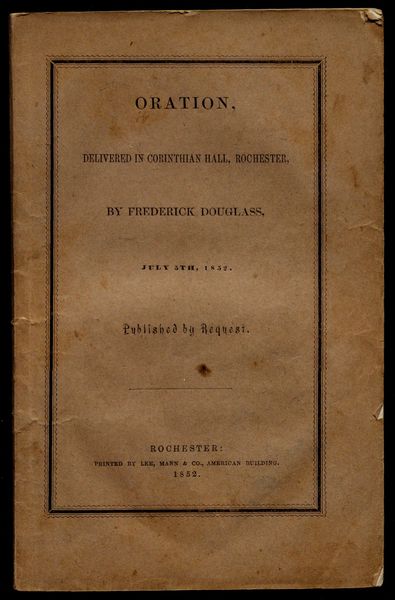 ORATION,
DELIVERED IN CORINTHIAN HALL, ROCHESTER,
BY FREDERICK DOUGLASS,
JULY 5TH, 1852.
Published by Request.
ROCHESTER:
PRINTED BY LEE, MANN & CO., AMERICAN BUILDING.
1852.